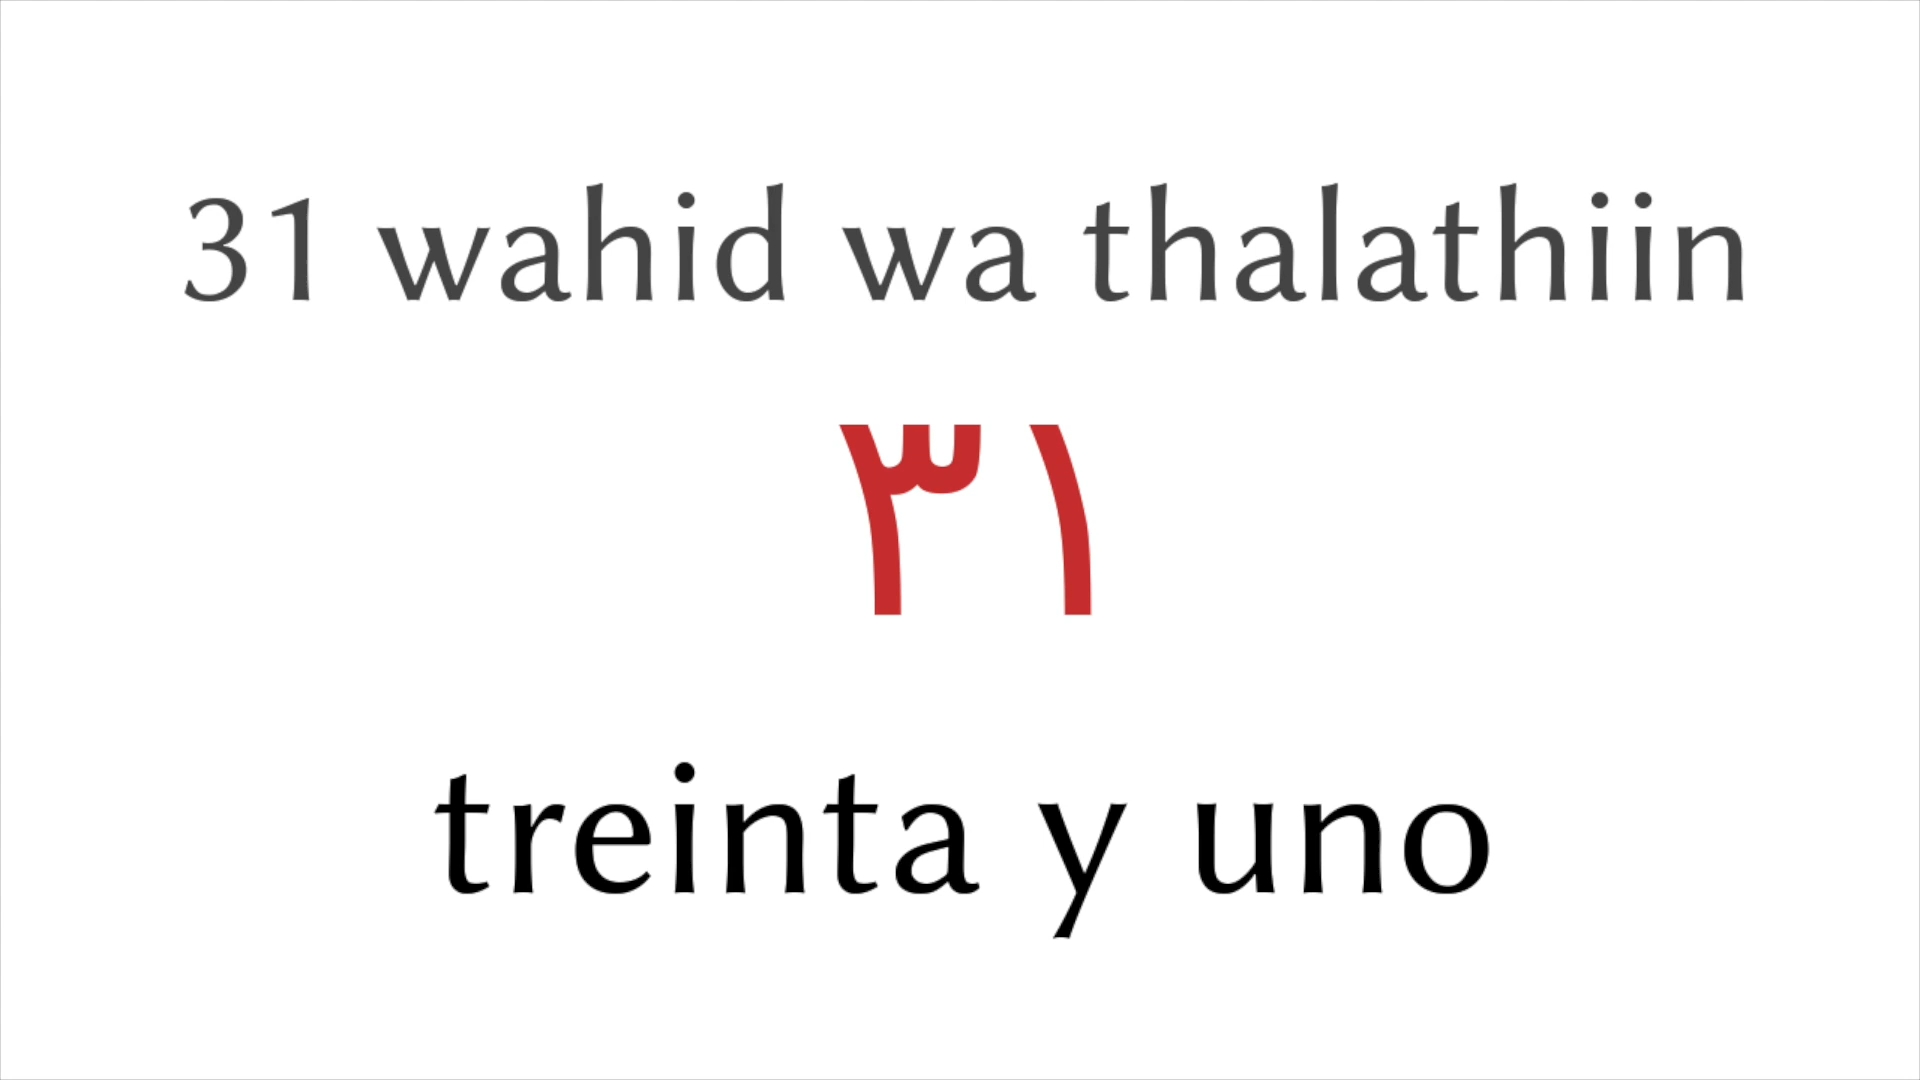 31 wahid wa thalathiin
٣١
treinta y uno